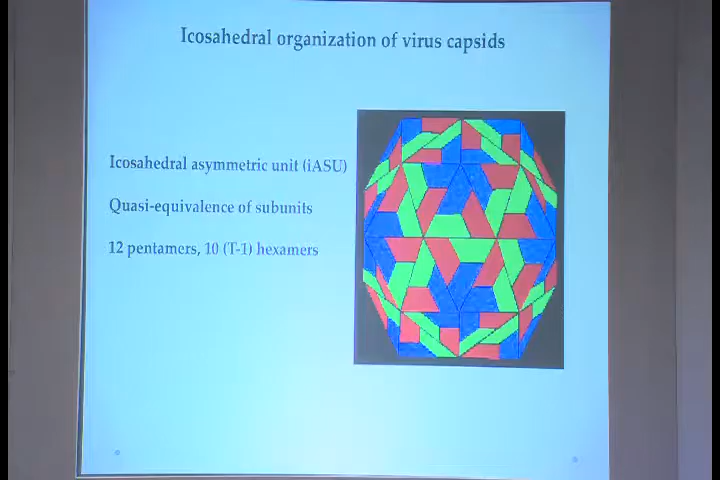 Icosahedral organization of virus capsids
Icosahedral asymmetric unit (iASU)
Quasi-equivalence of subunits
12 pentamers, 10 (T-1) hexamers